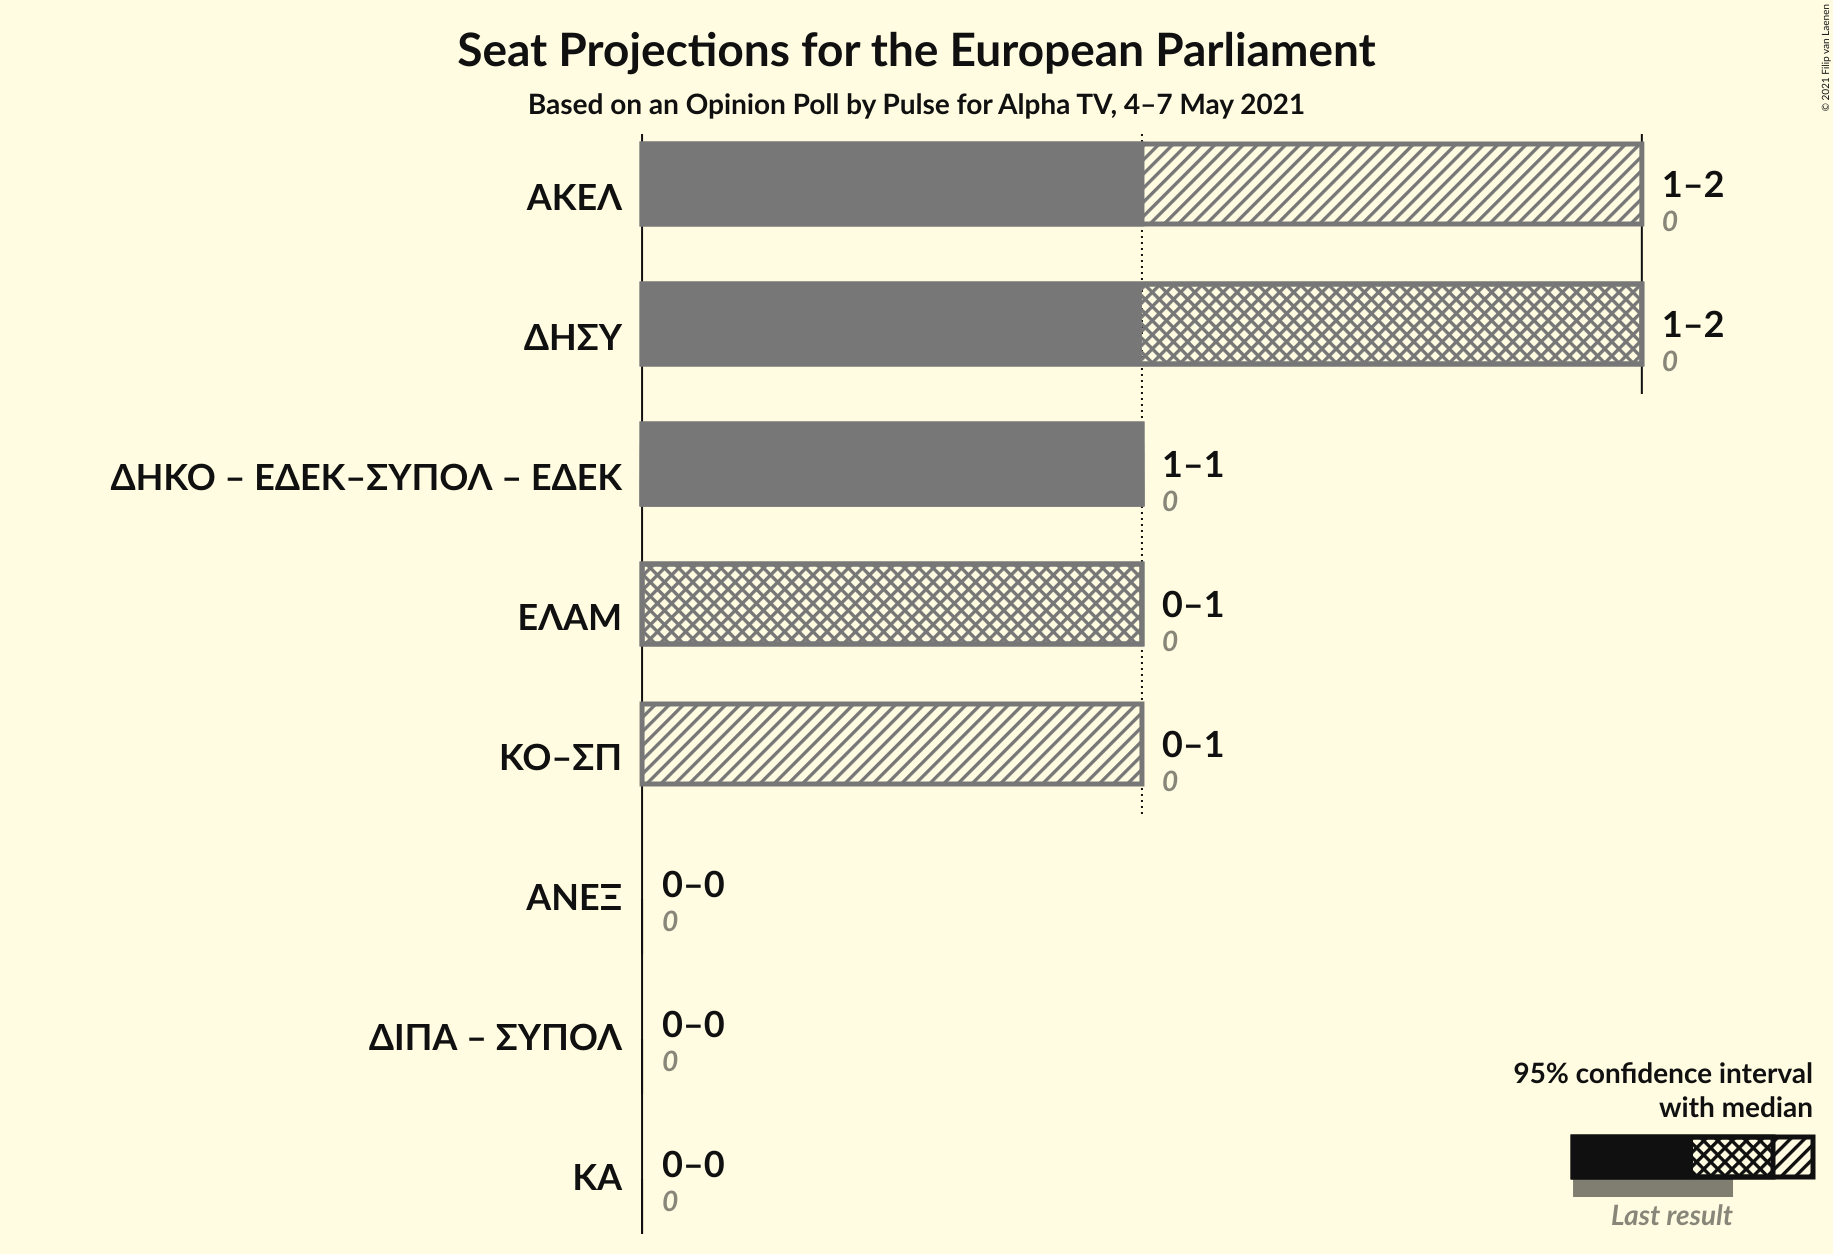 Seat Projections for the European Parliament
Based on an Opinion Poll by Pulse for Alpha TV, 4–7 May 2021
© 2021 Filip van Laenen
ΑΚΕΛ
1–2
0
ΔΗΣΥ
1–2
0
ΔΗΚΟ – ΕΔΕΚ–ΣΥΠΟΛ – ΕΔΕΚ
1–1
0
ΕΛΑΜ
0–1
0
ΚΟ–ΣΠ
0–1
0
ΑΝΕΞ
0–0
0
ΔΙΠΑ – ΣΥΠΟΛ
0–0
0
ΚΑ
0–0
0
95% confidence interval
with median
Last result